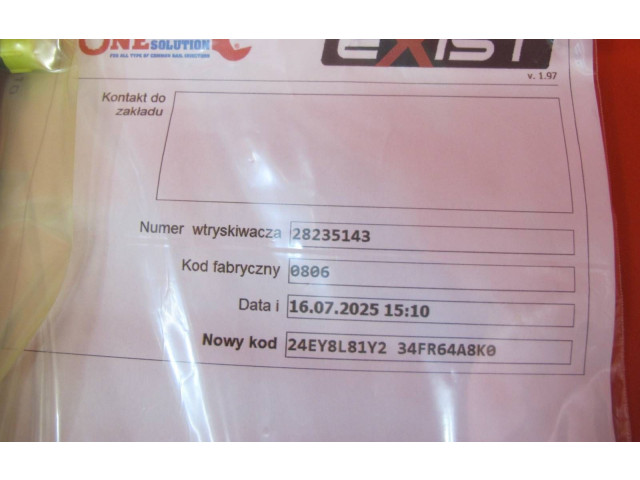 ONE SOLUTION
FOR ALL TYPE OF COMMON RAIL INJECTORS
EXIST
v. 1.97
Kontakt do
zakładu
Numer wtryskiwacza 28235143
Kod fabryczny 0806
Data i 16.07.2025 15:10
Nowy kod 24EY8L81Y2 34FR64A8K0